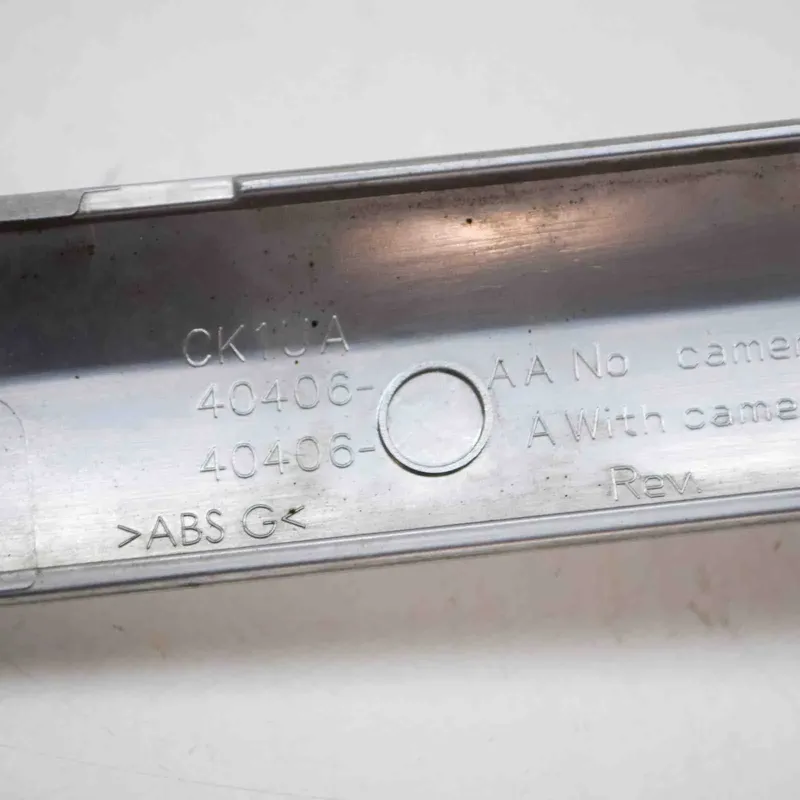 CK1JA
40406- AA No
40406- A With
>ABS G<
Rev.